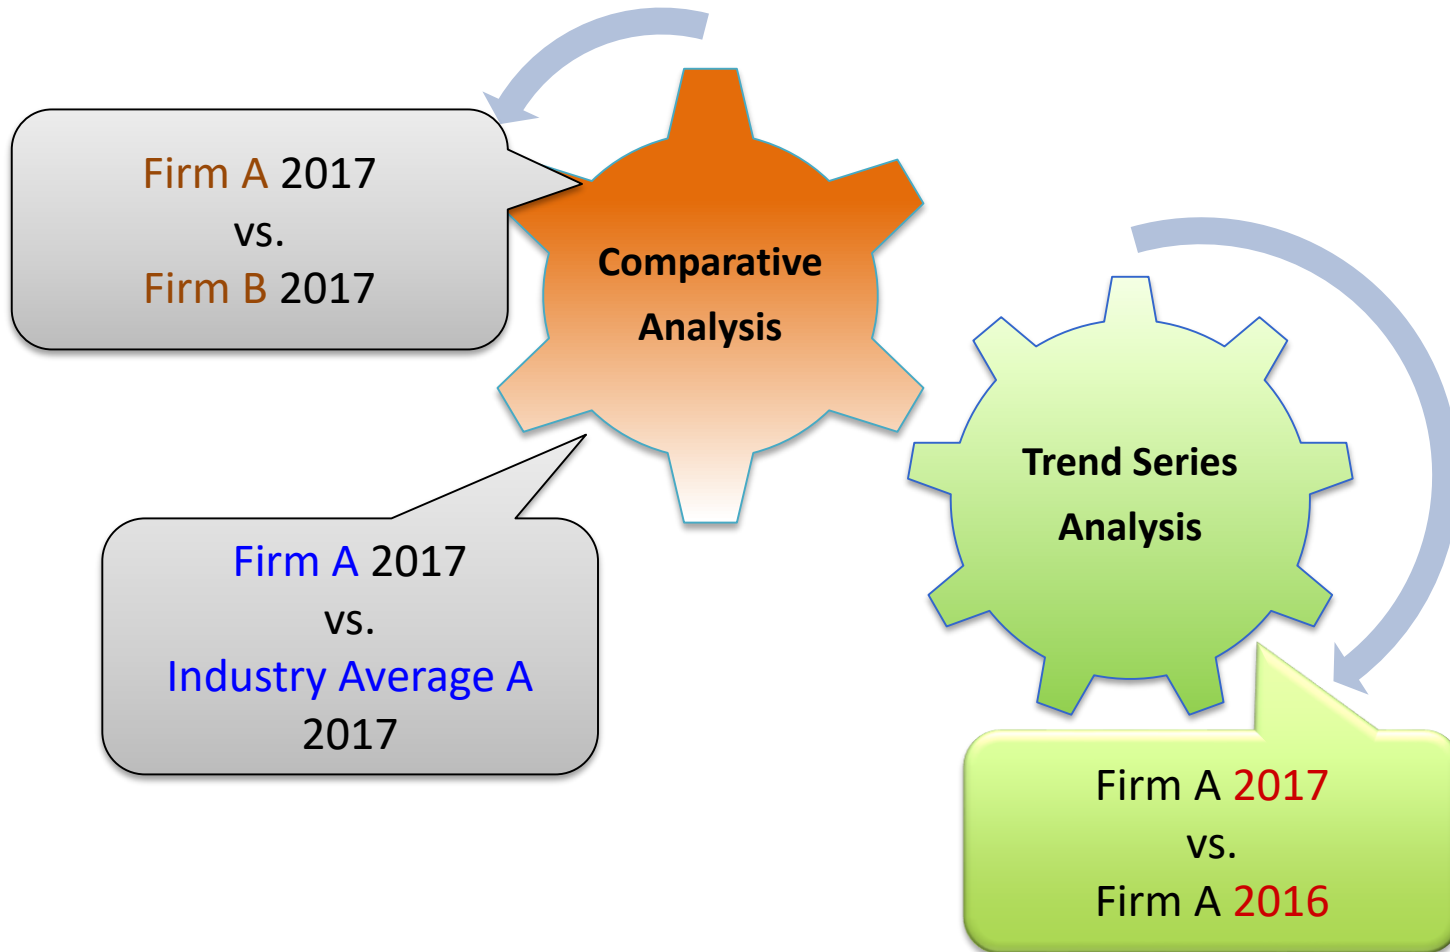 Firm A 2017
vs.
Firm B 2017
Comparative
Analysis
Trend Series
Analysis
Firm A 2017
vs.
Industry Average A
2017
Firm A 2017
vs.
Firm A 2016